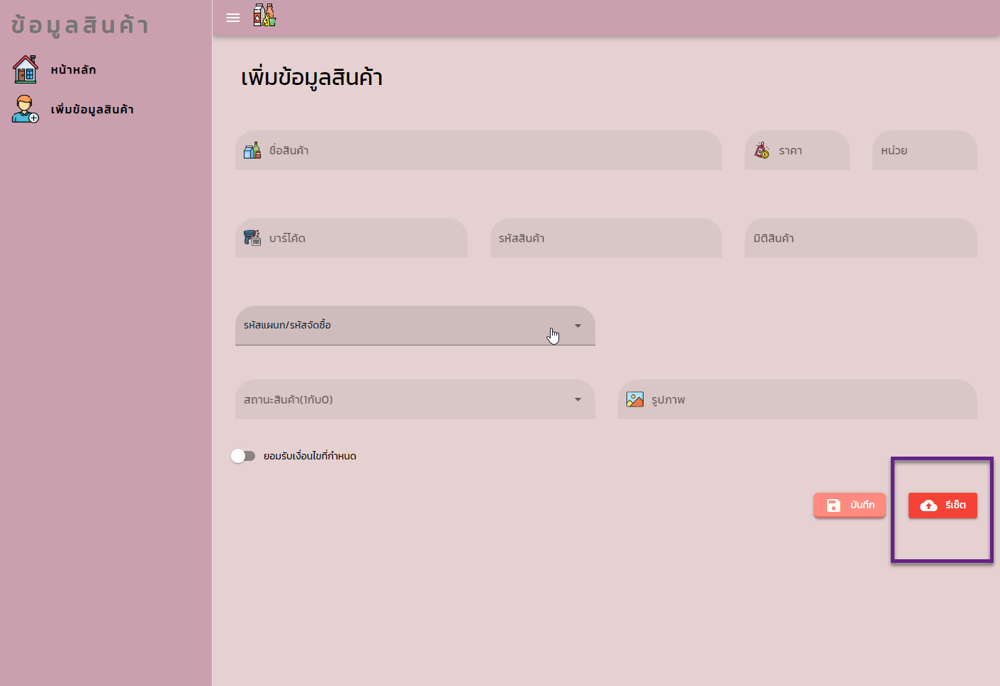 ข้อมูลสินค้า
หน้าหลัก
เพิ่มข้อมูลสินค้า
เพิ่มข้อมูลสินค้า
ชื่อสินค้า
ราคา
หน่วย
บาร์โค้ด
รหัสสินค้า
มิติสินค้า
รหัสแผนก/รหัสจัดซื้อ
สถานะสินค้า(1กับ0)
รูปภาพ
ยอมรับเงื่อนไขที่กำหนด
บันทึก
รีเซ็ต